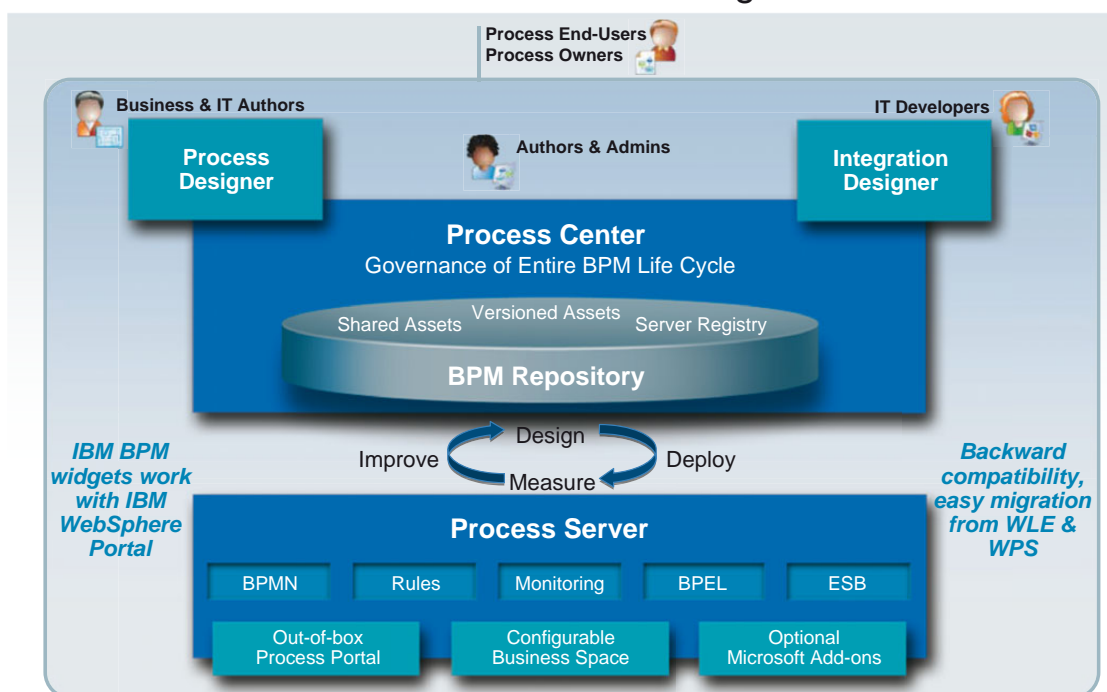 Process End-Users
Process Owners
Business & IT Authors
IT Developers
Process
Designer
Authors & Admins
Integration
Designer
Process Center
Governance of Entire BPM Life Cycle
Shared Assets
Versioned Assets
Server Registry
BPM Repository
IBM BPM
widgets work
with IBM
WebSphere
Portal
Design
Improve
Deploy
Measure
Backward
compatibility,
easy migration
from WLE &
WPS
Process Server
BPMN
Rules
Monitoring
BPEL
ESB
Out-of-box
Process Portal
Configurable
Business Space
Optional
Microsoft Add-ons